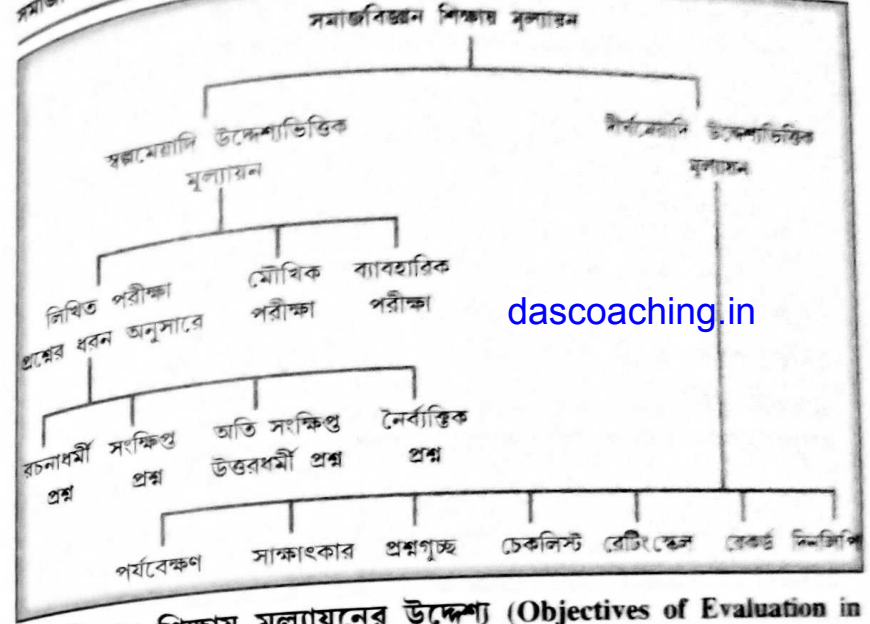 সমাজবিজ্ঞান শিক্ষায় মূল্যায়ন
স্বল্পমেয়াদি উদ্দেশ্যভিত্তিক
মূল্যায়ন
দীর্ঘমেয়াদি উদ্দেশ্যভিত্তিক
মূল্যায়ন
লিখিত পরীক্ষা
প্রশ্নের ধরন অনুসারে
মৌখিক
পরীক্ষা
ব্যাবহারিক
পরীক্ষা
dascoaching.in
রচনাধর্মী
প্রশ্ন
সংক্ষিপ্ত
প্রশ্ন
অতি সংক্ষিপ্ত
উত্তরধর্মী প্রশ্ন
নৈর্ব্যক্তিক
প্রশ্ন
পর্যবেক্ষণ
সাক্ষাৎকার
প্রশ্নগুচ্ছ
চেকলিস্ট
রেটিংস্কেল
রেকর্ড
দিনলিপি
শিক্ষায় মূল্যায়নের উদ্দেশ্য (Objectives of Evaluation in